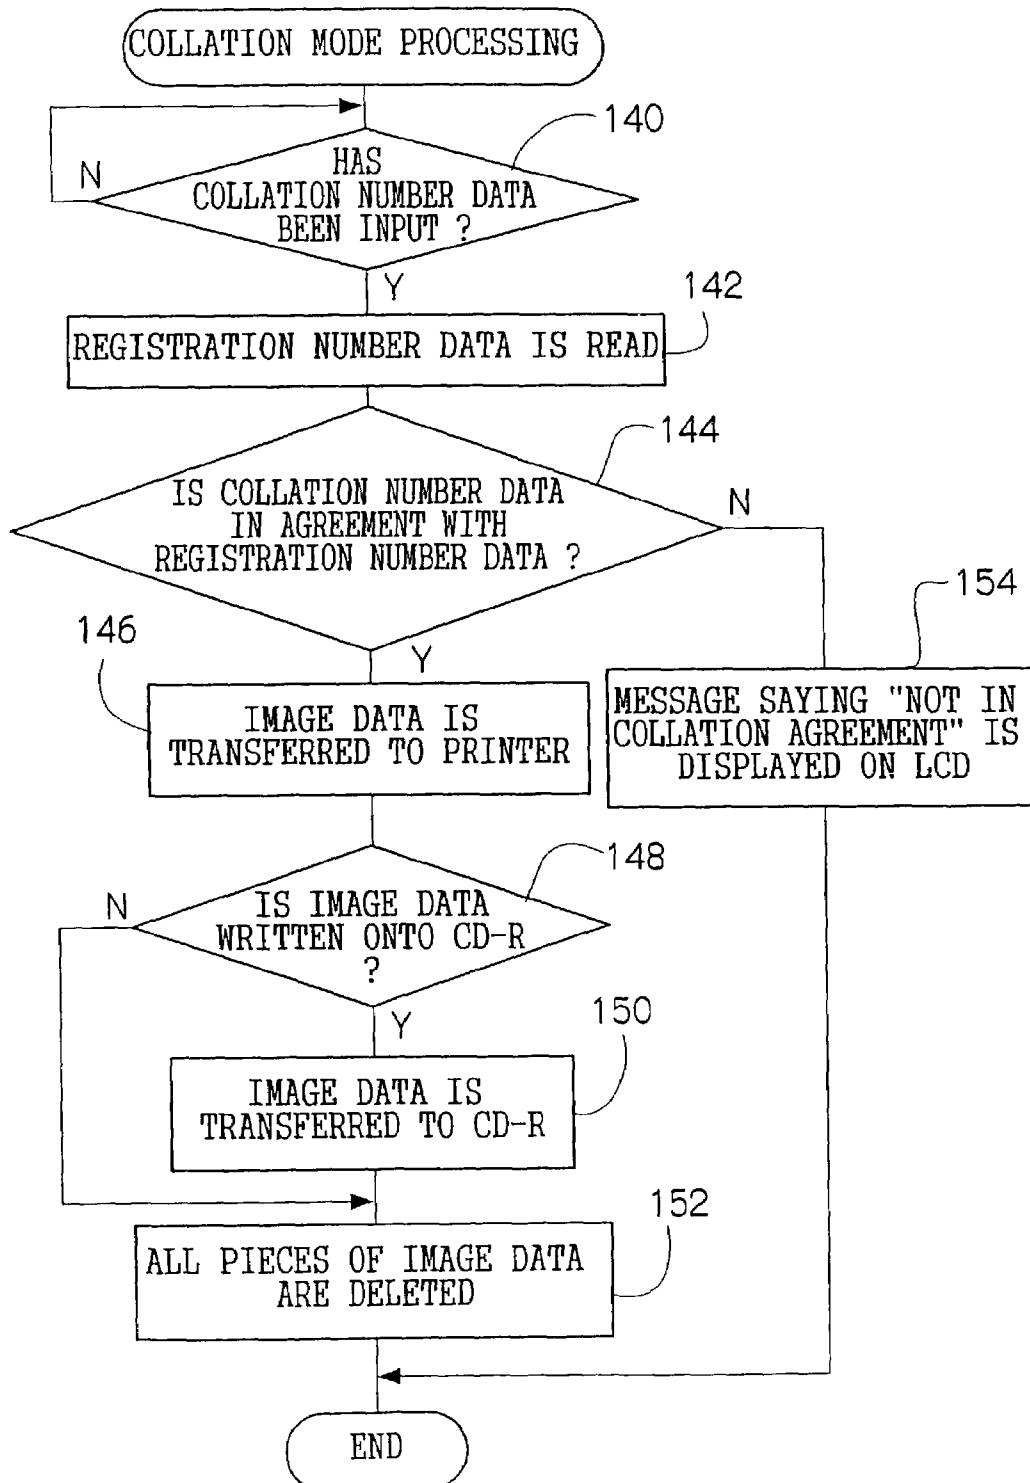 COLLATION MODE PROCESSING
140
HAS
COLLATION NUMBER DATA
BEEN INPUT ?
N
Y
142
REGISTRATION NUMBER DATA IS READ
144
IS COLLATION NUMBER DATA
IN AGREEMENT WITH
REGISTRATION NUMBER DATA ?
N
Y
154
MESSAGE SAYING "NOT IN
COLLATION AGREEMENT" IS
DISPLAYED ON LCD
146
IMAGE DATA IS
TRANSFERRED TO PRINTER
148
IS IMAGE DATA
WRITTEN ONTO CD-R
?
N
Y
150
IMAGE DATA IS
TRANSFERRED TO CD-R
152
ALL PIECES OF IMAGE DATA
ARE DELETED
END